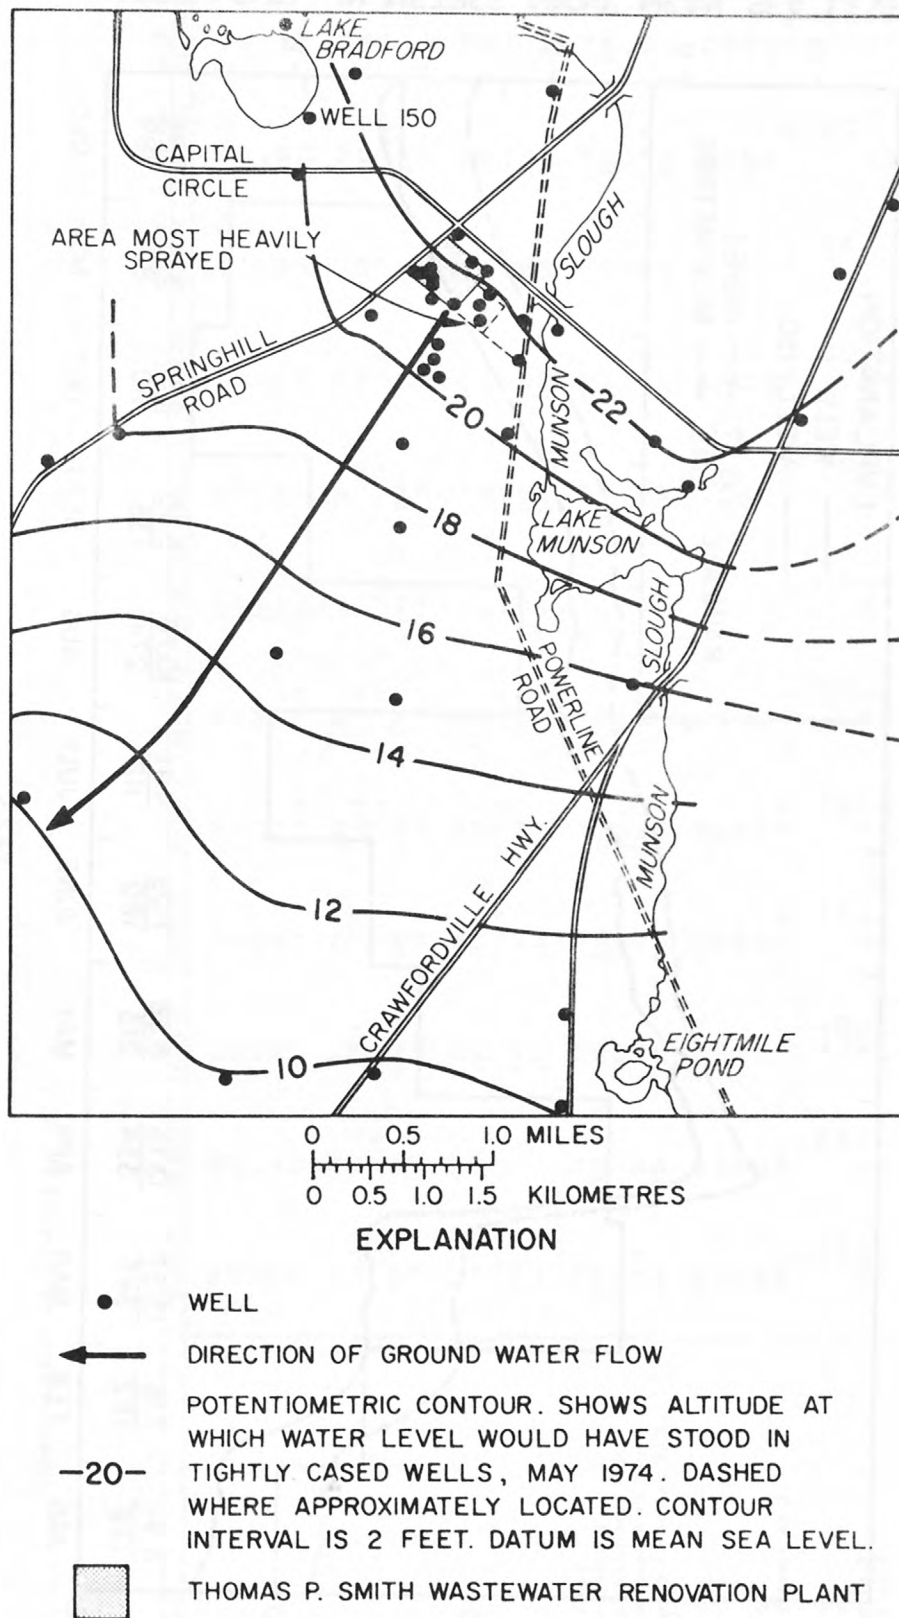 LAKE
BRADFORD
WELL 150
CAPITAL
CIRCLE
AREA MOST HEAVILY
SPRAYED
SLOUGH
SPRINGHILL
ROAD
MUNSON
20
22
18
LAKE
MUNSON
16
SLOUGH
POWERLINE
ROAD
14
MUNSON
12
CRAWFORDVILLE HWY.
10
EIGHTMILE
POND
0 0.5 1.0 MILES
0 0.5 1.0 1.5 KILOMETRES
EXPLANATION
WELL
DIRECTION OF GROUND WATER FLOW
POTENTIOMETRIC CONTOUR. SHOWS ALTITUDE AT
WHICH WATER LEVEL WOULD HAVE STOOD IN
-20- TIGHTLY CASED WELLS, MAY 1974. DASHED
WHERE APPROXIMATELY LOCATED. CONTOUR
INTERVAL IS 2 FEET. DATUM IS MEAN SEA LEVEL.
THOMAS P. SMITH WASTEWATER RENOVATION PLANT